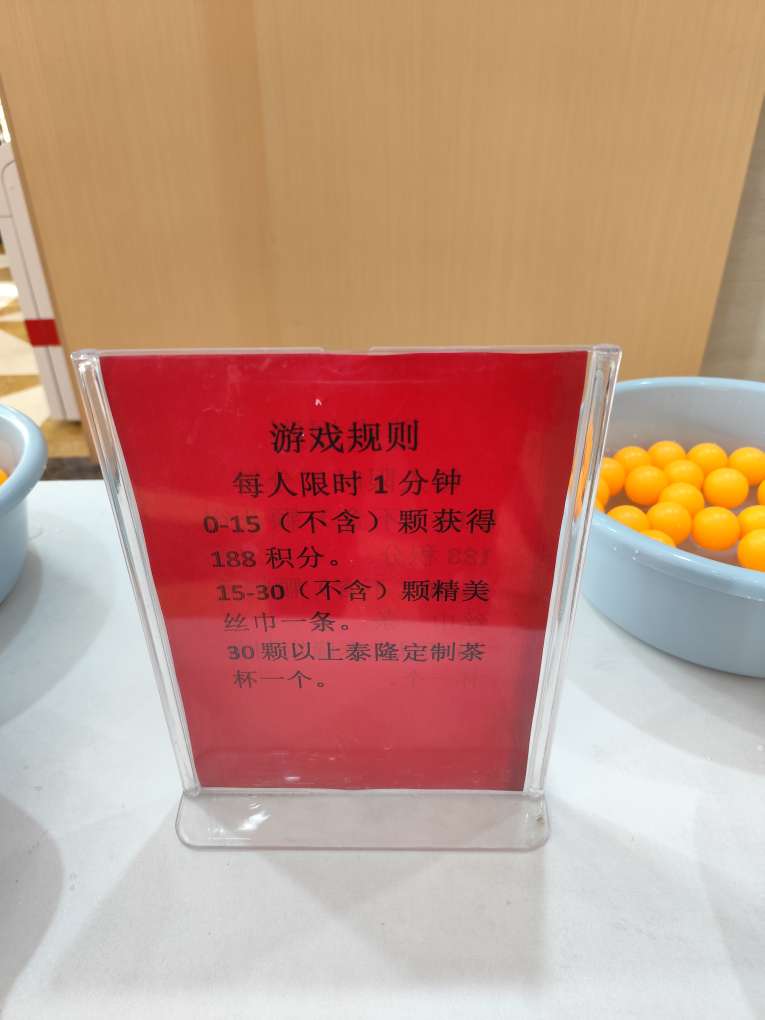 游戏规则
每人限时 1 分钟
0-15（不含）颗获得
188 积分。
15-30（不含）颗精美
丝巾一条。
30 颗以上泰隆定制茶
杯一个。